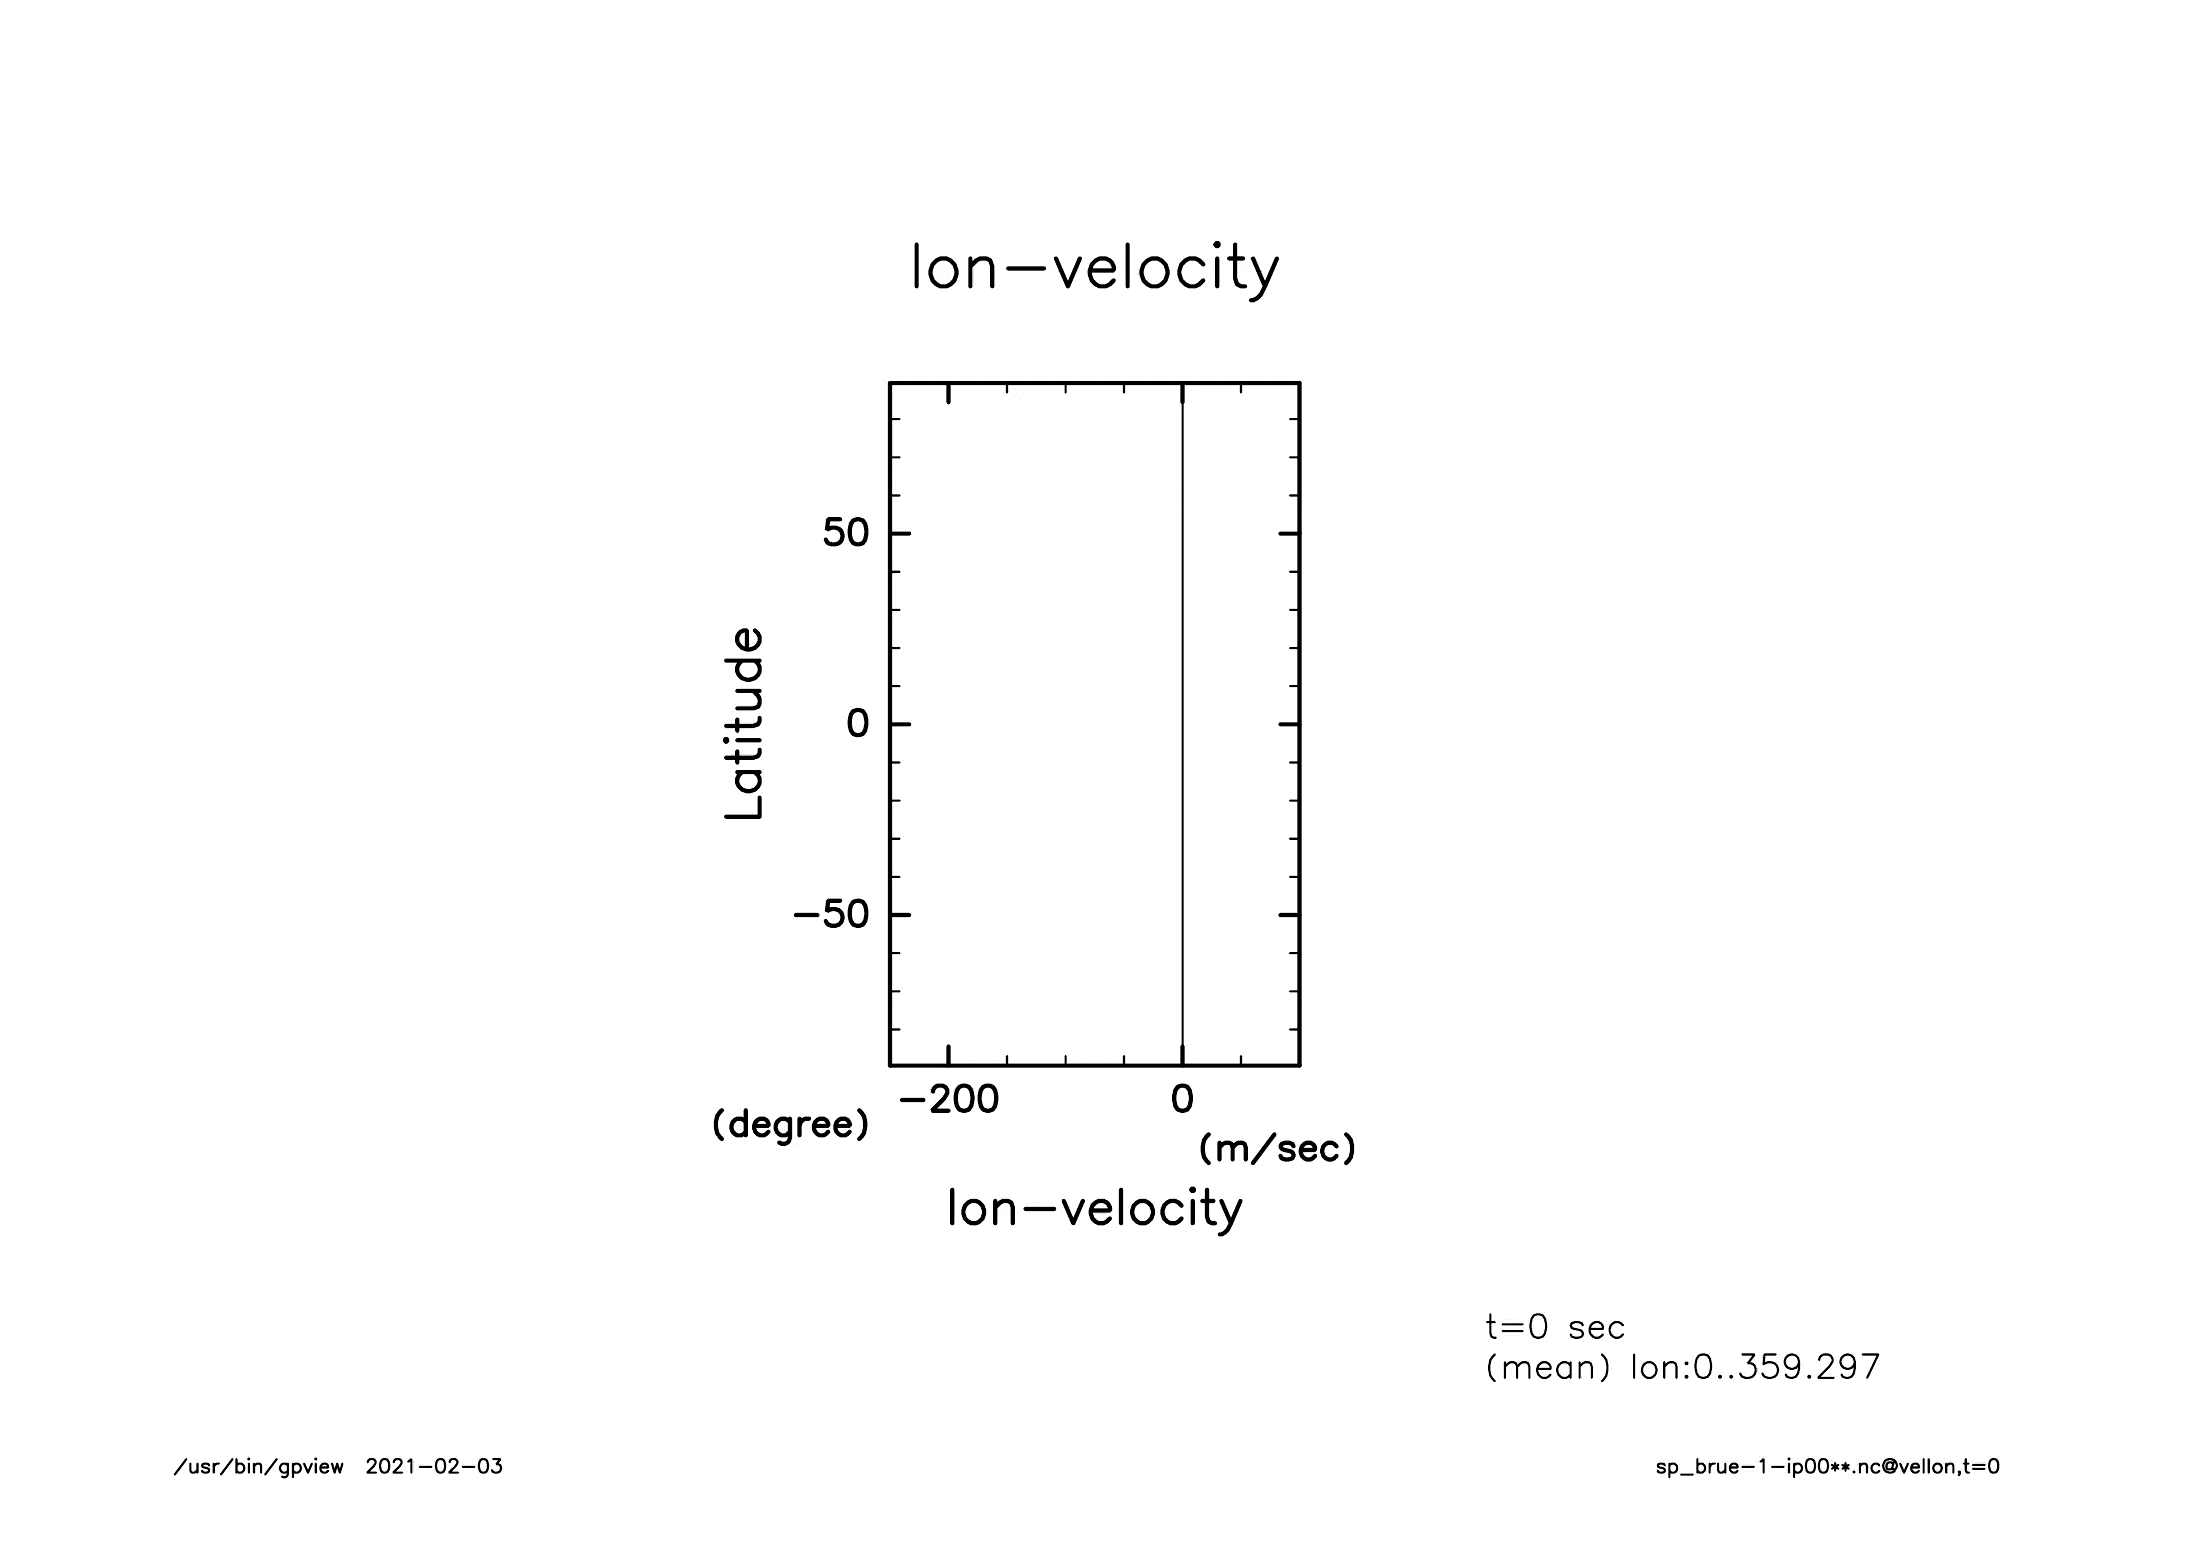 lon-velocity
50
0
-50
Latitude
-200
0
(degree)
(m/sec)
lon-velocity
t=0 sec
(mean) lon:0..359.297
/usr/bin/gpview 2021-02-03
sp_brue-1-ip00**.nc@vellon,t=0